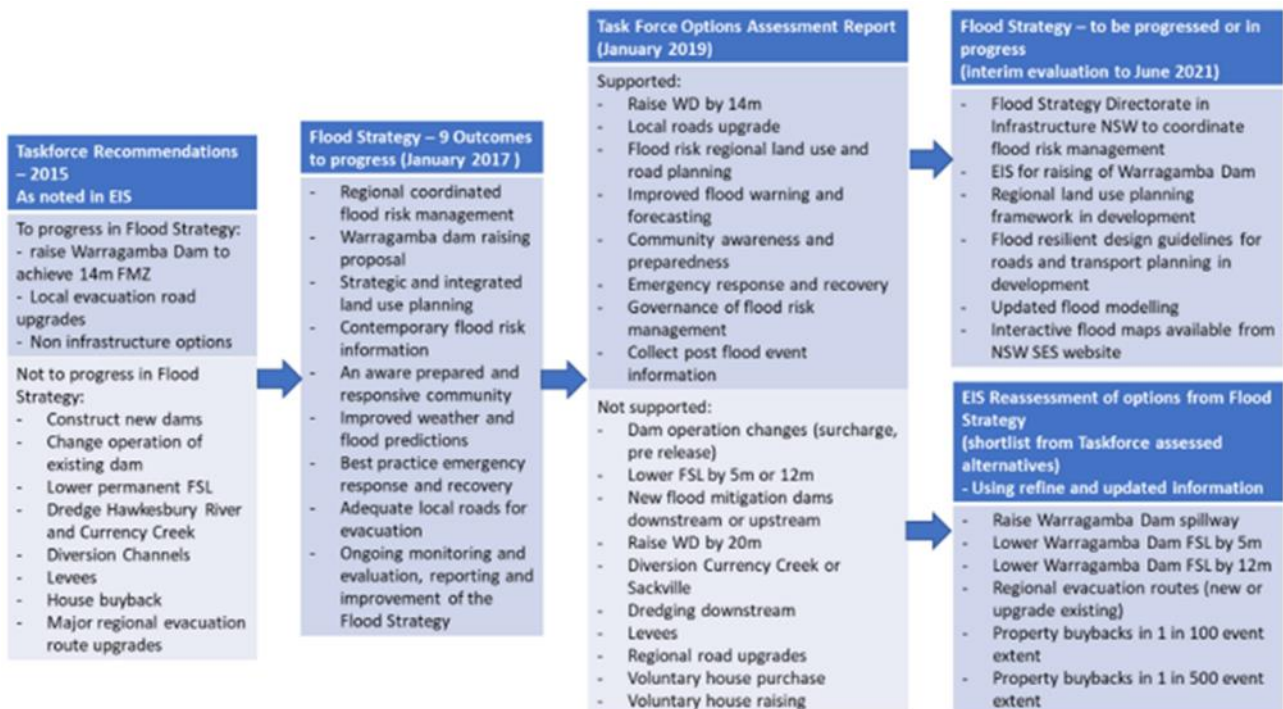 Taskforce Recommendations
– 2015
As noted in EIS
To progress in Flood Strategy:
- raise Warragamba Dam to
achieve 14m FMZ
- Local evacuation road
upgrades
- Non infrastructure options
Not to progress in Flood
Strategy:
- Construct new dams
- Change operation of
existing dam
- Lower permanent FSL
- Dredge Hawkesbury River
and Currency Creek
- Diversion Channels
- Levees
- House buyback
- Major regional evacuation
route upgrades
Flood Strategy – 9 Outcomes
to progress (January 2017 )
- Regional coordinated
flood risk management
- Warragamba dam raising
proposal
- Strategic and integrated
land use planning
- Contemporary flood risk
information
- An aware prepared and
responsive community
- Improved weather and
flood predictions
- Best practice emergency
response and recovery
- Adequate local roads for
evacuation
- Ongoing monitoring and
evaluation, reporting and
improvement of the
Flood Strategy
Task Force Options Assessment Report
(January 2019)
Supported:
- Raise WD by 14m
- Local roads upgrade
- Flood risk regional land use and
road planning
- Improved flood warning and
forecasting
- Community awareness and
preparedness
- Emergency response and recovery
- Governance of flood risk
management
- Collect post flood event
information
Not supported:
- Dam operation changes (surcharge,
pre release)
- Lower FSL by 5m or 12m
- New flood mitigation dams
downstream or upstream
- Raise WD by 20m
- Diversion Currency Creek or
Sackville
- Dredging downstream
- Levees
- Regional road upgrades
- Voluntary house purchase
- Voluntary house raising
Flood Strategy – to be progressed or in
progress
(interim evaluation to June 2021)
- Flood Strategy Directorate in
Infrastructure NSW to coordinate
flood risk management
- EIS for raising of Warragamba Dam
- Regional land use planning
framework in development
- Flood resilient design guidelines for
roads and transport planning in
development
- Updated flood modelling
- Interactive flood maps available from
NSW SES website
EIS Reassessment of options from Flood
Strategy
(shortlist from Taskforce assessed
alternatives)
- Using refine and updated information
- Raise Warragamba Dam spillway
- Lower Warragamba Dam FSL by 5m
- Lower Warragamba Dam FSL by 12m
- Regional evacuation routes (new or
upgrade existing)
- Property buybacks in 1 in 100 event
extent
- Property buybacks in 1 in 500 event
extent